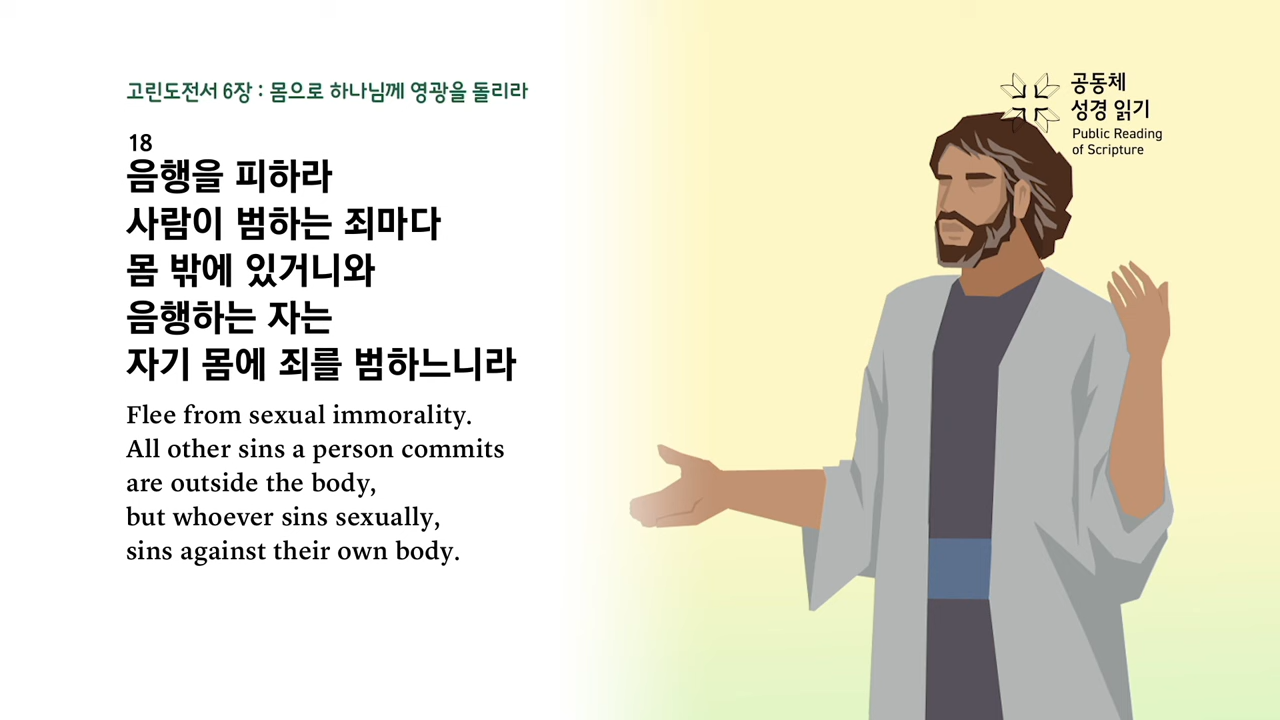 고린도전서 6장 : 몸으로 하나님께 영광을 돌리라
공동체
성경 읽기
Public Reading
of Scripture
18
음행을 피하라
사람이 범하는 죄마다
몸 밖에 있거니와
음행하는 자는
자기 몸에 죄를 범하느니라
Flee from sexual immorality.
All other sins a person commits
are outside the body,
but whoever sins sexually,
sins against their own body.